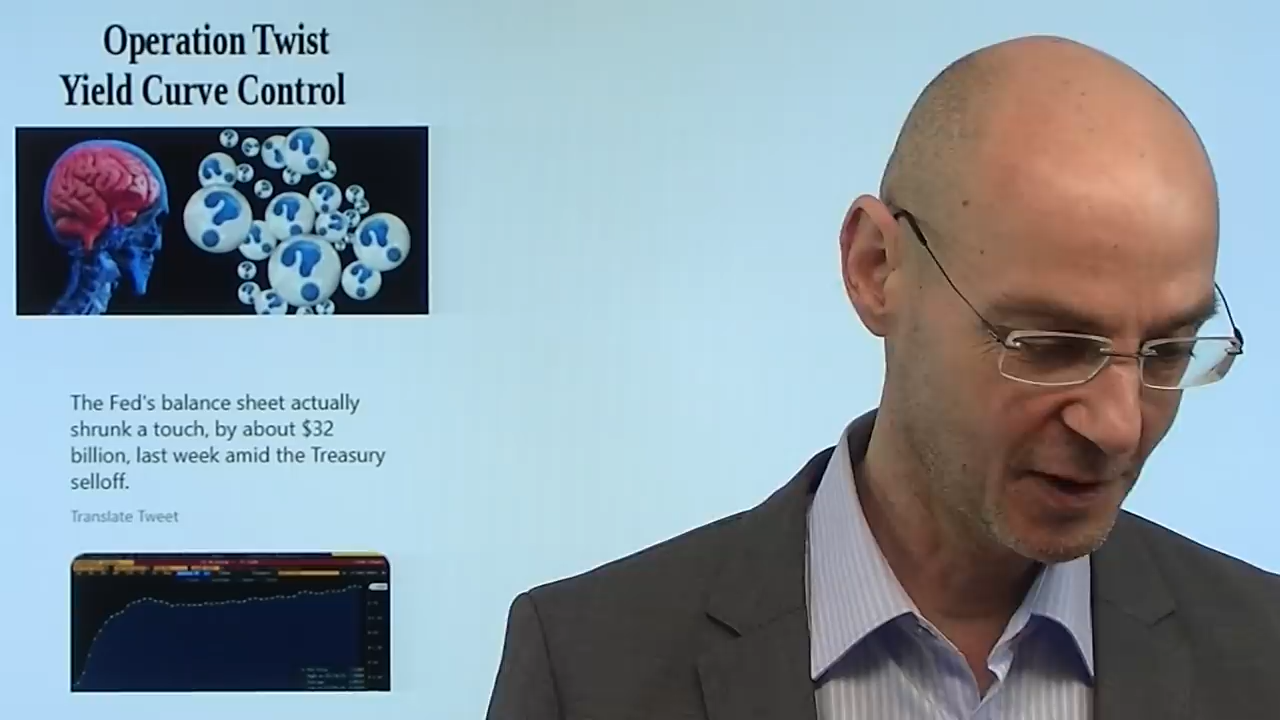 Operation Twist
Yield Curve Control
The Fed's balance sheet actually
shrunk a touch, by about $32
billion, last week amid the Treasury
selloff.
Translate Tweet